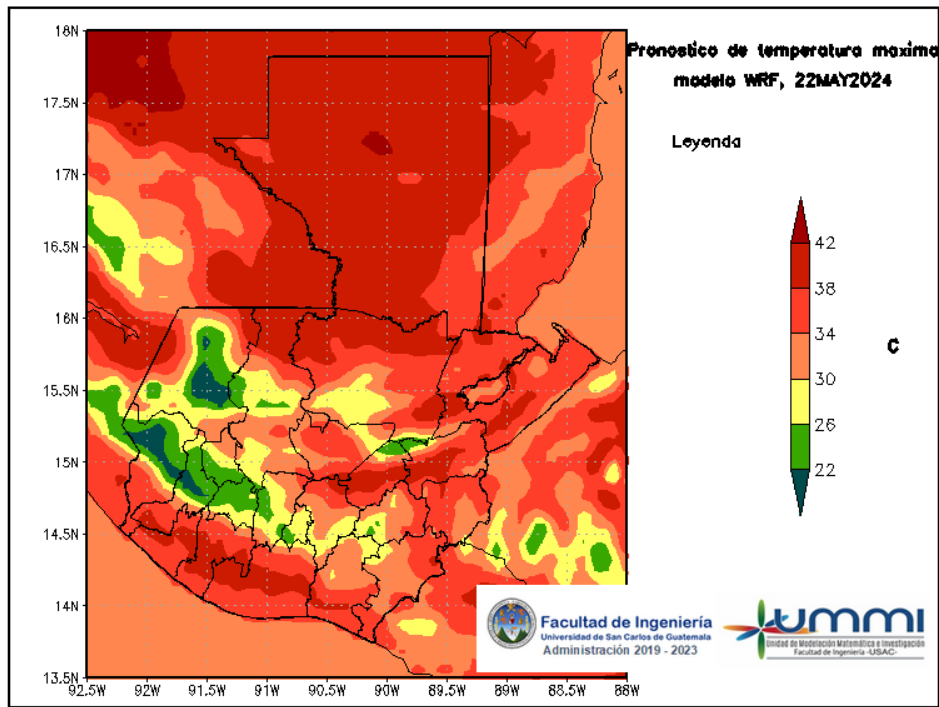 Pronostico de temperatura maxima
modelo WRF, 22MAY2024
Leyenda
18N
17.5N
17N
16.5N
16N
15.5N
15N
14.5N
14N
13.5N
92.5W
92W
91.5W
91W
90.5W
90W
89.5W
89W
88.5W
88W
42
38
34
30
26
22
C
Facultad de Ingeniería
Universidad de San Carlos de Guatemala
Administración 2019 - 2023
UMMI
Unidad de Modelación Matemática e Investigación
Facultad de Ingeniería -USAC-